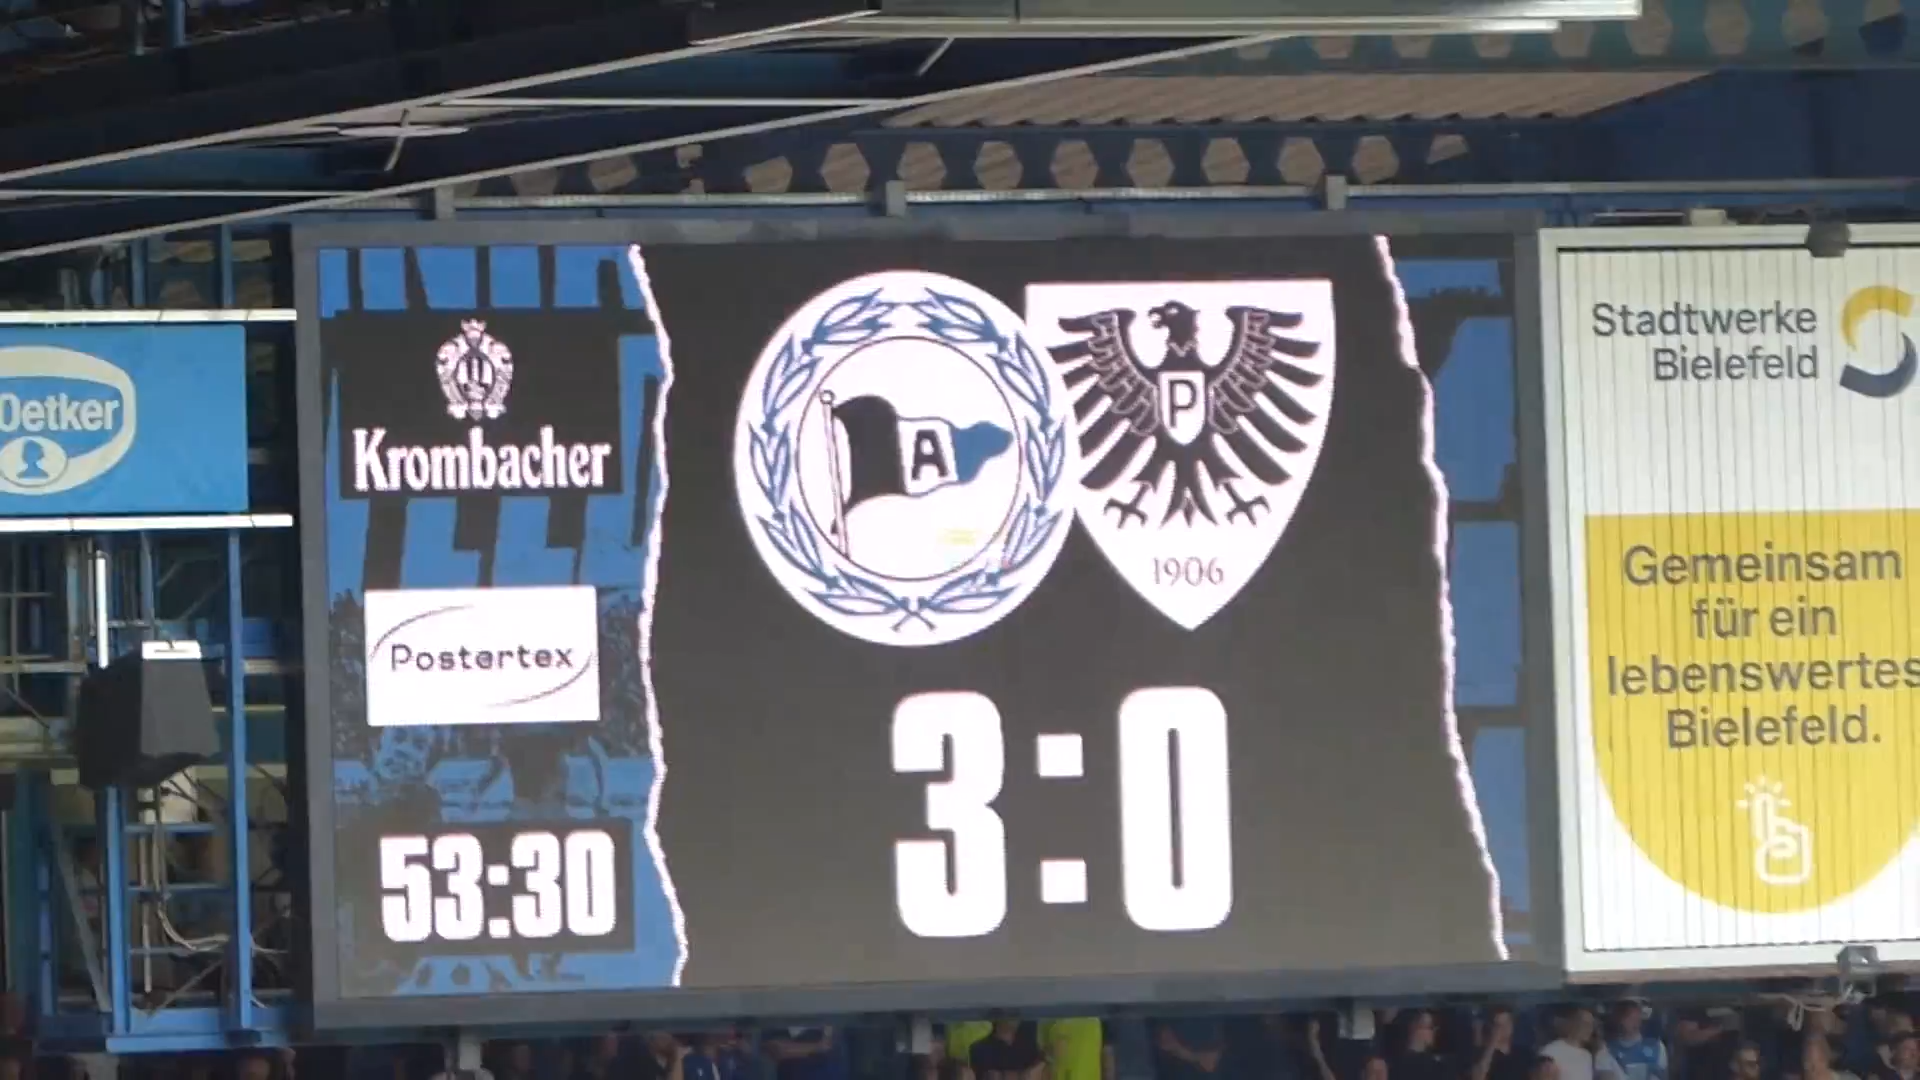 Oetker
Krombacher
Postertex
53:30
A
P
1906
3:0
Stadtwerke
Bielefeld
Gemeinsam
für ein
lebenswertes
Bielefeld.